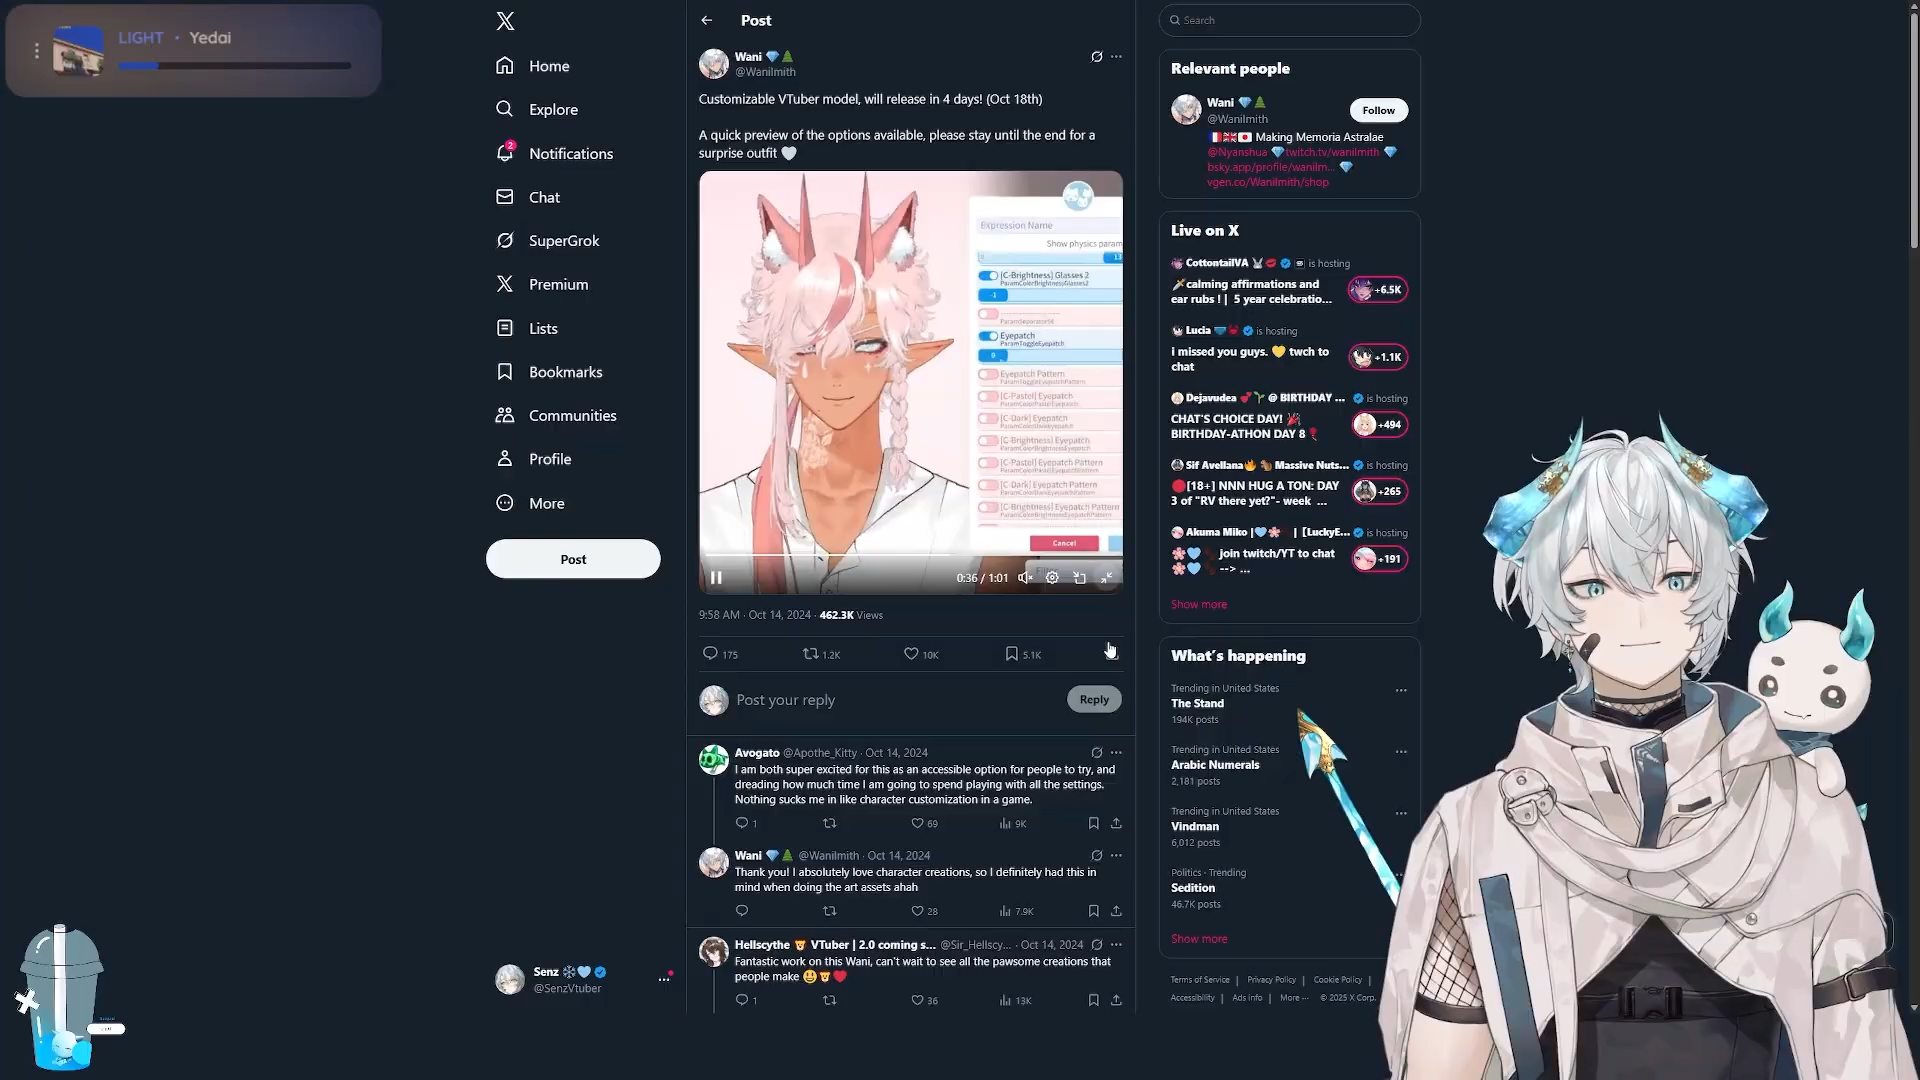 LIGHT • Yedai
Home
Explore
2
Notifications
Chat
SuperGrok
Premium
Lists
Bookmarks
Communities
Profile
More
Post
Senz
@SenzVtuber
Post
Wani
@Wanilmith
Customizable VTuber model, will release in 4 days! (Oct 18th)
A quick preview of the options available, please stay until the end for a
surprise outfit
Expression Name
Show physics param
[C-Brightness] Glasses 2
ParamColorBrightnessGlasses2
-1
Eyepatch
ParamToggleEyepatch
0
Eyepatch Pattern
ParamToggleEyepatchPattern
[C-Pastel] Eyepatch
[C-Dark] Eyepatch
[C-Brightness] Eyepatch
[C-Pastel] Eyepatch Pattern
[C-Dark] Eyepatch Pattern
[C-Brightness] Eyepatch Pattern
Cancel
0:36 / 1:01
9:58 AM · Oct 14, 2024 · 462.3K Views
175 1.2K 10K 5.1K
Post your reply
Reply
Avogato @Apothe_Kitty · Oct 14, 2024
I am both super excited for this as an accessible option for people to try, and
dreading how much time I am going to spend playing with all the settings.
Nothing sucks me in like character customization in a game.
1 69 9K
Wani @Wanilmith · Oct 14, 2024
Thank you! I absolutely love character creations, so I definitely had this in
mind when doing the art assets ahah
28 7.9K
Hellscythe VTuber | 2.0 coming s... @Sir_Hellscy... · Oct 14, 2024
Fantastic work on this Wani, can't wait to see all the pawsome creations that
people make
1 36 13K
Search
Relevant people
Wani
@Wanilmith
Follow
Making Memoria Astralae
@Nyanshua twitch.tv/wanilmith
bsky.app/profile/wanilm...
vgen.co/Wanilmith/shop
Live on X
CottontailVA is hosting
calming affirmations and
ear rubs ! | 5 year celebratio...
+6.5K
Lucia is hosting
i missed you guys. twch to
chat
+1.1K
Dejavudea @ BIRTHDAY ... is hosting
CHAT'S CHOICE DAY!
BIRTHDAY-ATHON DAY 8
+494
Sif Avellana Massive Nuts... is hosting
[18+] NNN HUG A TON: DAY
3 of "RV there yet?"- week ...
+265
Akuma Miko | | [LuckyE... is hosting
join twitch/YT to chat
--> ...
+191
Show more
What's happening
Trending in United States
The Stand
194K posts
Trending in United States
Arabic Numerals
2,181 posts
Trending in United States
Vindman
6,012 posts
Politics · Trending
Sedition
46.7K posts
Show more
Terms of Service | Privacy Policy | Cookie Policy |
Accessibility | Ads info | More ··· © 2025 X Corp.